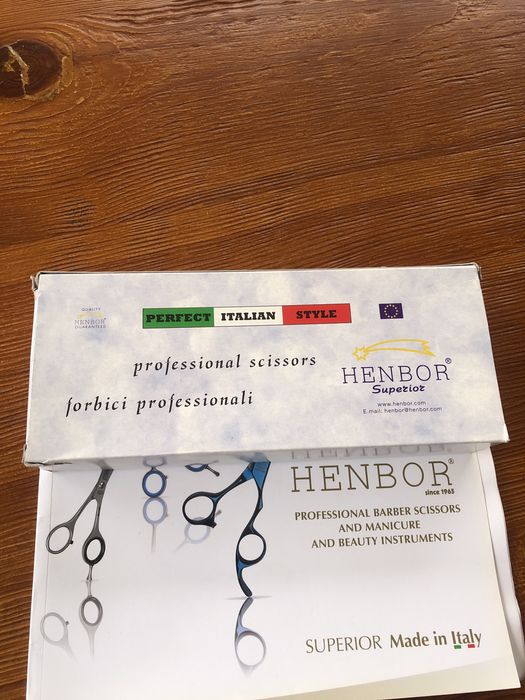 QUALITY
HENBOR®
GUARANTEED
PERFECT ITALIAN STYLE
professional scissors
forbici professionali
HENBOR®
Superior
www.henbor.com
E.mail: henbor@henbor.com
HENBOR®
since 1965
PROFESSIONAL BARBER SCISSORS
AND MANICURE
AND BEAUTY INSTRUMENTS
SUPERIOR Made in Italy